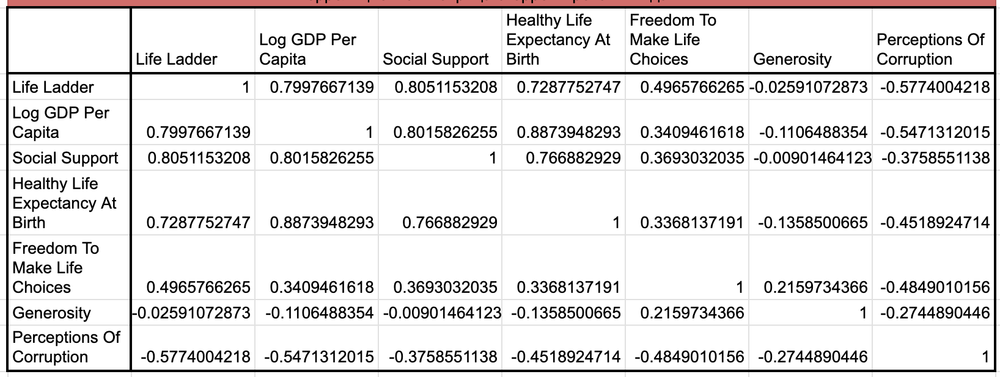 Life Ladder
Log GDP Per
Capita
Social Support
Healthy Life
Expectancy At
Birth
Freedom To
Make Life
Choices
Generosity
Perceptions Of
Corruption
Life Ladder 1 0.7997667139 0.8051153208 0.7287752747 0.4965766265 -0.02591072873 -0.5774004218
Log GDP Per
Capita 0.7997667139 1 0.8015826255 0.8873948293 0.3409461618 -0.1106488354 -0.5471312015
Social Support 0.8051153208 0.8015826255 1 0.766882929 0.3693032035 -0.00901464123 -0.3758551138
Healthy Life
Expectancy At
Birth 0.7287752747 0.8873948293 0.766882929 1 0.3368137191 -0.1358500665 -0.4518924714
Freedom To
Make Life
Choices 0.4965766265 0.3409461618 0.3693032035 0.3368137191 1 0.2159734366 -0.4849010156
Generosity -0.02591072873 -0.1106488354 -0.00901464123 -0.1358500665 0.2159734366 1 -0.2744890446
Perceptions Of
Corruption -0.5774004218 -0.5471312015 -0.3758551138 -0.4518924714 -0.4849010156 -0.2744890446 1